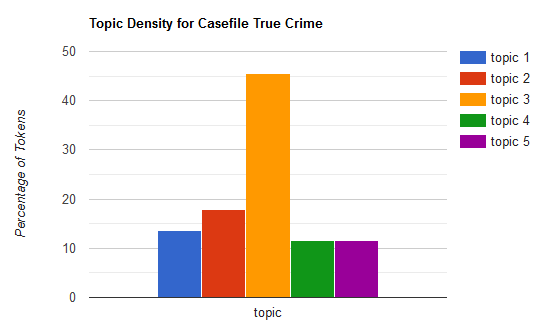 Topic Density for Casefile True Crime
Percentage of Tokens
50
40
30
20
10
0
topic
topic 1
topic 2
topic 3
topic 4
topic 5